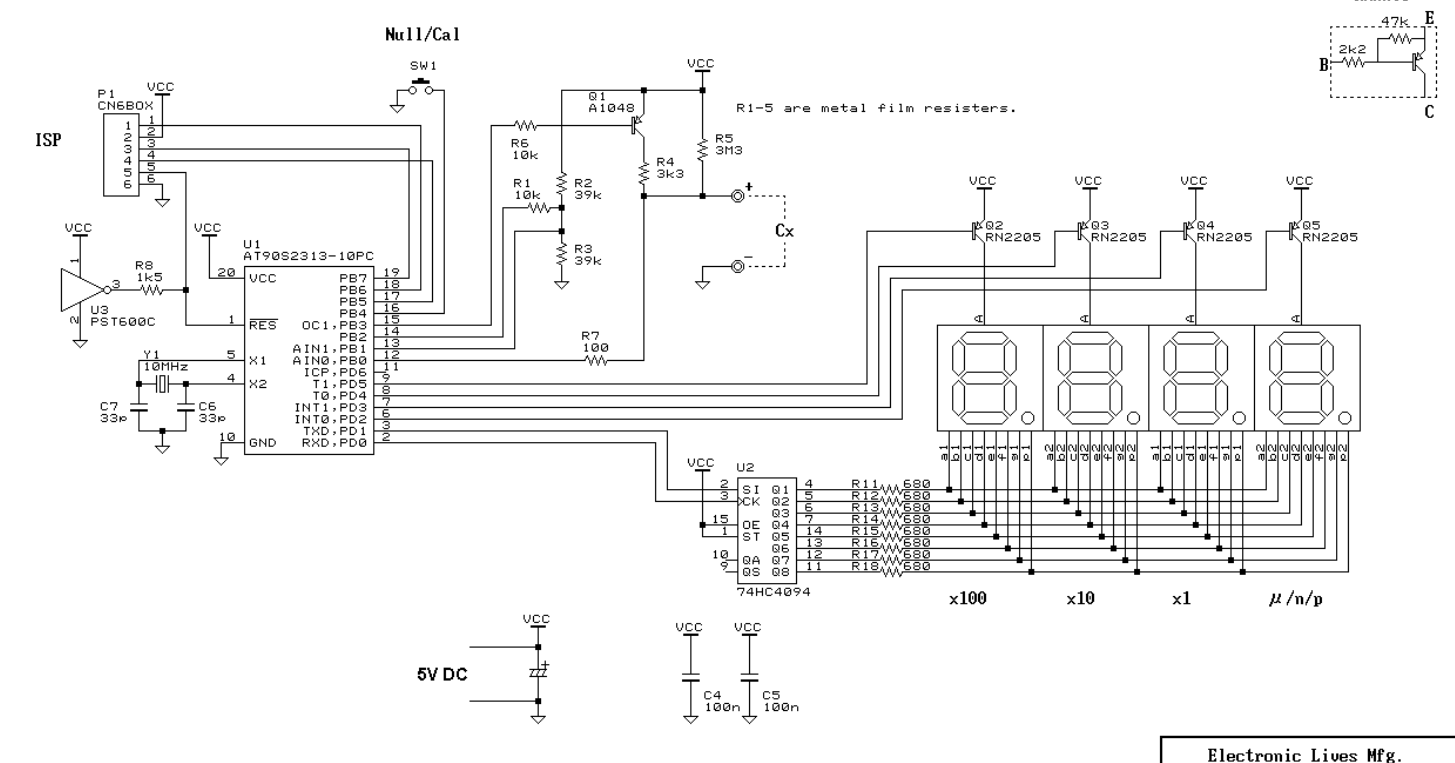 E
47k
2k2
B
C
Null/Cal
SW1
VCC
P1
CN6BOX
VCC
Q1
A1048
R1-5 are metal film resisters.
ISP
1
2
3
4
5
6
1
2
3
4
5
6
R6
10k
R5
3M3
R4
3k3
R1
10k
R2
39k
R3
39k
+
Cx
-
VCC
VCC
VCC
VCC
Q2
RN2205
Q3
RN2205
Q4
RN2205
Q5
RN2205
VCC
VCC
1
3
2
U3
PST600C
R8
1k5
U1
AT90S2313-10PC
20
VCC
1
RES
5
X1
4
X2
10
GND
PB7 19
PB6 18
PB5 17
PB4 16
OC1,PB3 15
PB2 14
AIN1,PB1 13
AIN0,PB0 12
ICP,PD6 11
T1,PD5 9
T0,PD4 8
INT1,PD3 7
INT0,PD2 6
TXD,PD1 3
RXD,PD0 2
Y1
10MHz
C7
33p
C6
33p
R7
100
A
A
A
A
a1 b1 c1 d1 e1 f1 g1 p1
a2 b2 c2 d2 e2 f2 g2 p2
a1 b1 c1 d1 e1 f1 g1 p1
a2 b2 c2 d2 e2 f2 g2 p2
VCC
U2
2 SI Q1 4
3 CK Q2 5
Q3 6
15 OE Q4 7
1 ST Q5 14
Q6 13
10 QA Q7 12
9 QS Q8 11
74HC4094
R11 680
R12 680
R13 680
R14 680
R15 680
R16 680
R17 680
R18 680
x100
x10
x1
μ/n/p
VCC
5V DC
+
VCC
VCC
C4
100n
C5
100n
Electronic Lives Mfg.